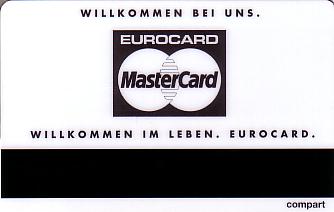 WILLKOMMEN BEI UNS.
EUROCARD
MasterCard
WILLKOMMEN IM LEBEN. EUROCARD.
compart